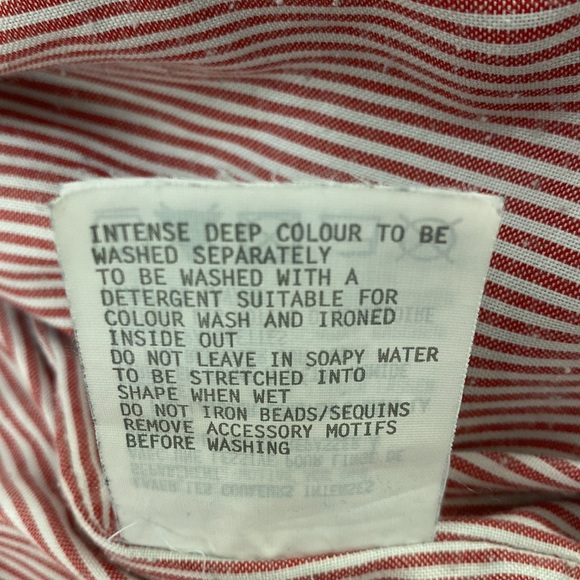 INTENSE DEEP COLOUR TO BE
WASHED SEPARATELY
TO BE WASHED WITH A
DETERGENT SUITABLE FOR
COLOUR WASH AND IRONED
INSIDE OUT
DO NOT LEAVE IN SOAPY WATER
TO BE STRETCHED INTO
SHAPE WHEN WET
DO NOT IRON BEADS/SEQUINS
REMOVE ACCESSORY MOTIFS
BEFORE WASHING